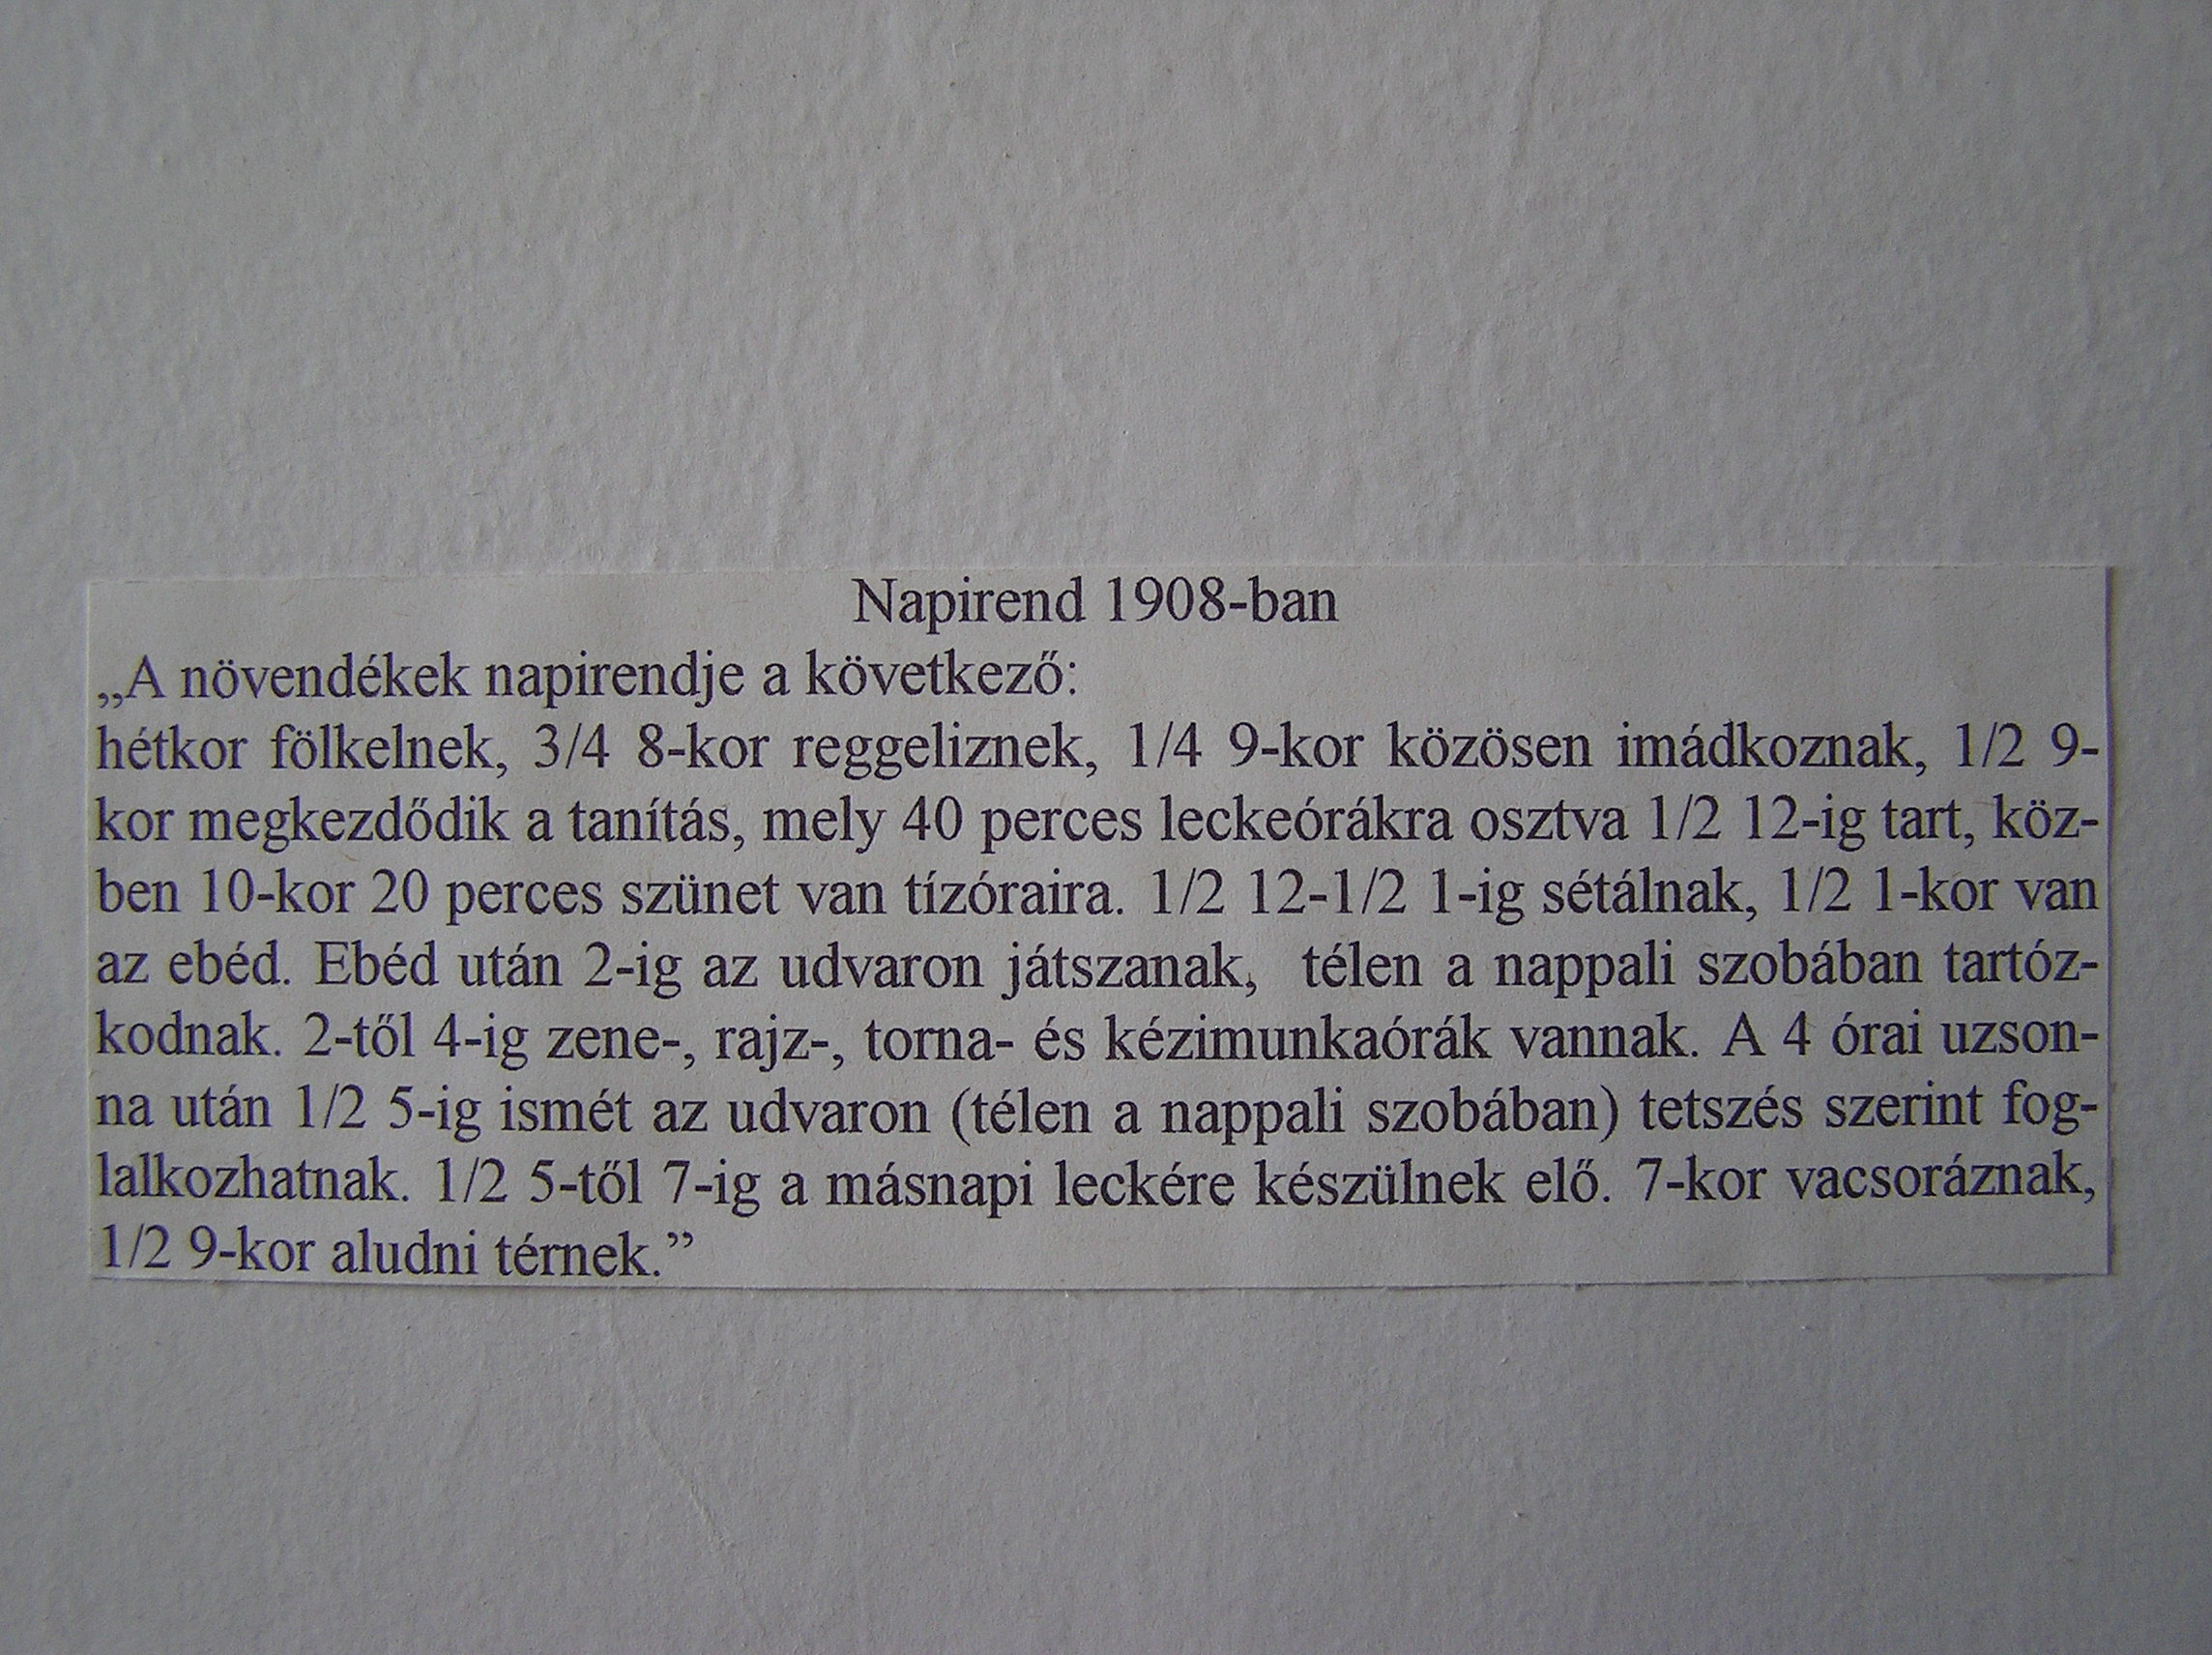 Napirend 1908-ban
„A növendékek napirendje a következő:
hétkor fölkelnek, 3/4 8-kor reggeliznek, 1/4 9-kor közösen imádkoznak, 1/2 9-
kor megkezdődik a tanítás, mely 40 perces leckeórákra osztva 1/2 12-ig tart, köz-
ben 10-kor 20 perces szünet van tízóraira. 1/2 12-1/2 1-ig sétálnak, 1/2 1-kor van
az ebéd. Ebéd után 2-ig az udvaron játszanak, télen a nappali szobában tartóz-
kodnak. 2-től 4-ig zene-, rajz-, torna- és kézimunkaórák vannak. A 4 órai uzson-
na után 1/2 5-ig ismét az udvaron (télen a nappali szobában) tetszés szerint fog-
lalkozhatnak. 1/2 5-től 7-ig a másnapi leckére készülnek elő. 7-kor vacsoráznak,
1/2 9-kor aludni térnek.”